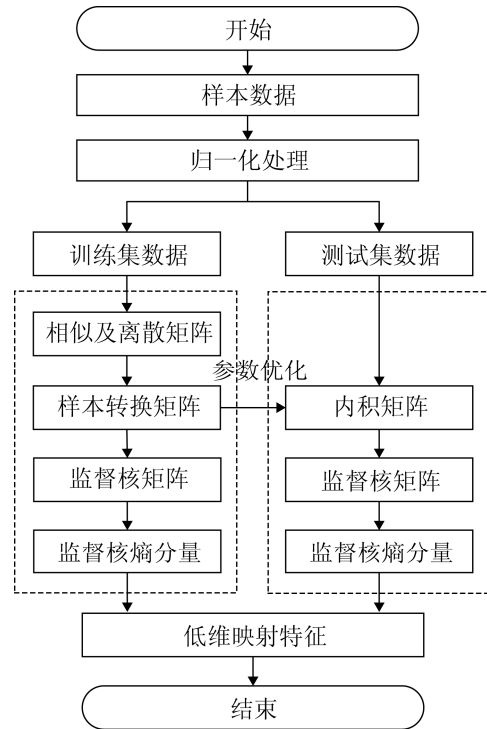 开始
样本数据
归一化处理
训练集数据
测试集数据
相似及离散矩阵
参数优化
样本转换矩阵
内积矩阵
监督核矩阵
监督核矩阵
监督核熵分量
监督核熵分量
低维映射特征
结束